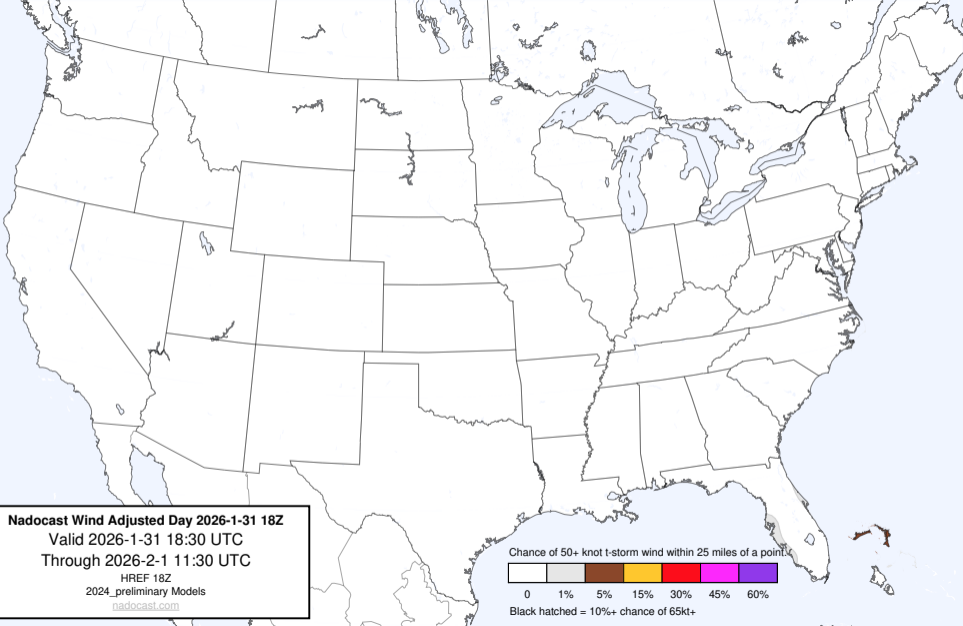 Nadocast Wind Adjusted Day 2026-1-31 18Z
Valid 2026-1-31 18:30 UTC
Through 2026-2-1 11:30 UTC
HREF 18Z
2024_preliminary Models
nadocast.com
Chance of 50+ knot t-storm wind within 25 miles of a point.
0 1% 5% 15% 30% 45% 60%
Black hatched = 10%+ chance of 65kt+